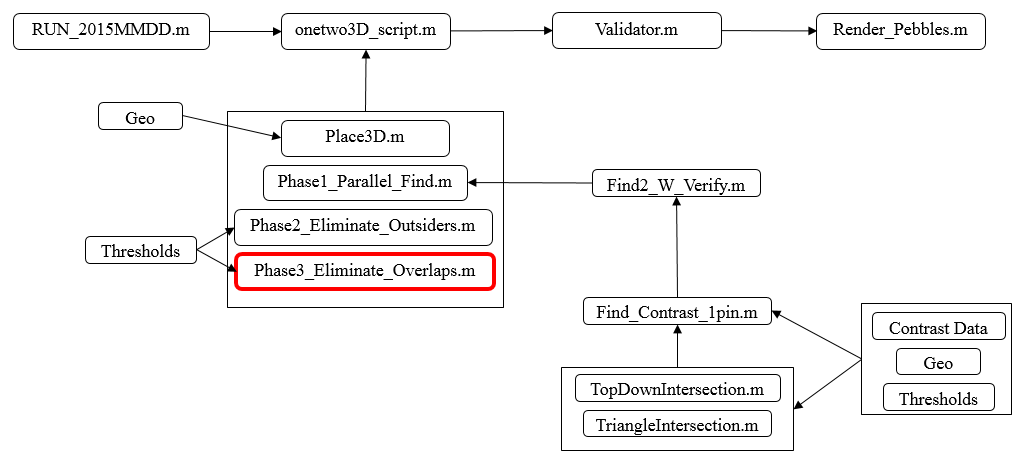 RUN_2015MMDD.m
onetwo3D_script.m
Validator.m
Render_Pebbles.m
Geo
Place3D.m
Phase1_Parallel_Find.m
Find2_W_Verify.m
Phase2_Eliminate_Outsiders.m
Thresholds
Phase3_Eliminate_Overlaps.m
Find_Contrast_1pin.m
Contrast Data
Geo
Thresholds
TopDownIntersection.m
TriangleIntersection.m